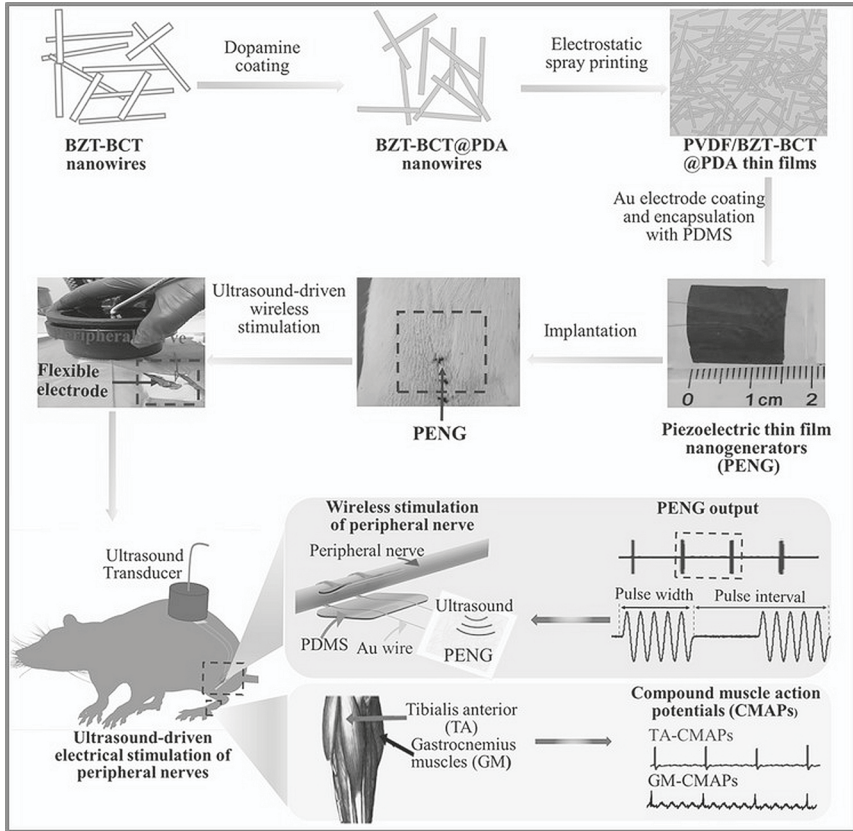 Dopamine
coating
Electrostatic
spray printing
BZT-BCT
nanowires
BZT-BCT@PDA
nanowires
PVDF/BZT-BCT
@PDA thin films
Au electrode coating
and encapsulation
with PDMS
Ultrasound-driven
wireless
stimulation
Implantation
Peripheral nerve
Flexible
electrode
PENG
0 1 cm 2
Piezoelectric thin film
nanogenerators
(PENG)
Wireless stimulation
of peripheral nerve
PENG output
Ultrasound
Transducer
Peripheral nerve
Pulse width Pulse interval
Ultrasound
PDMS
Au wire
PENG
Ultrasound-driven
electrical stimulation of
peripheral nerves
Tibialis anterior
(TA)
Gastrocnemius
muscles (GM)
Compound muscle action
potentials (CMAPs)
TA-CMAPs
GM-CMAPs